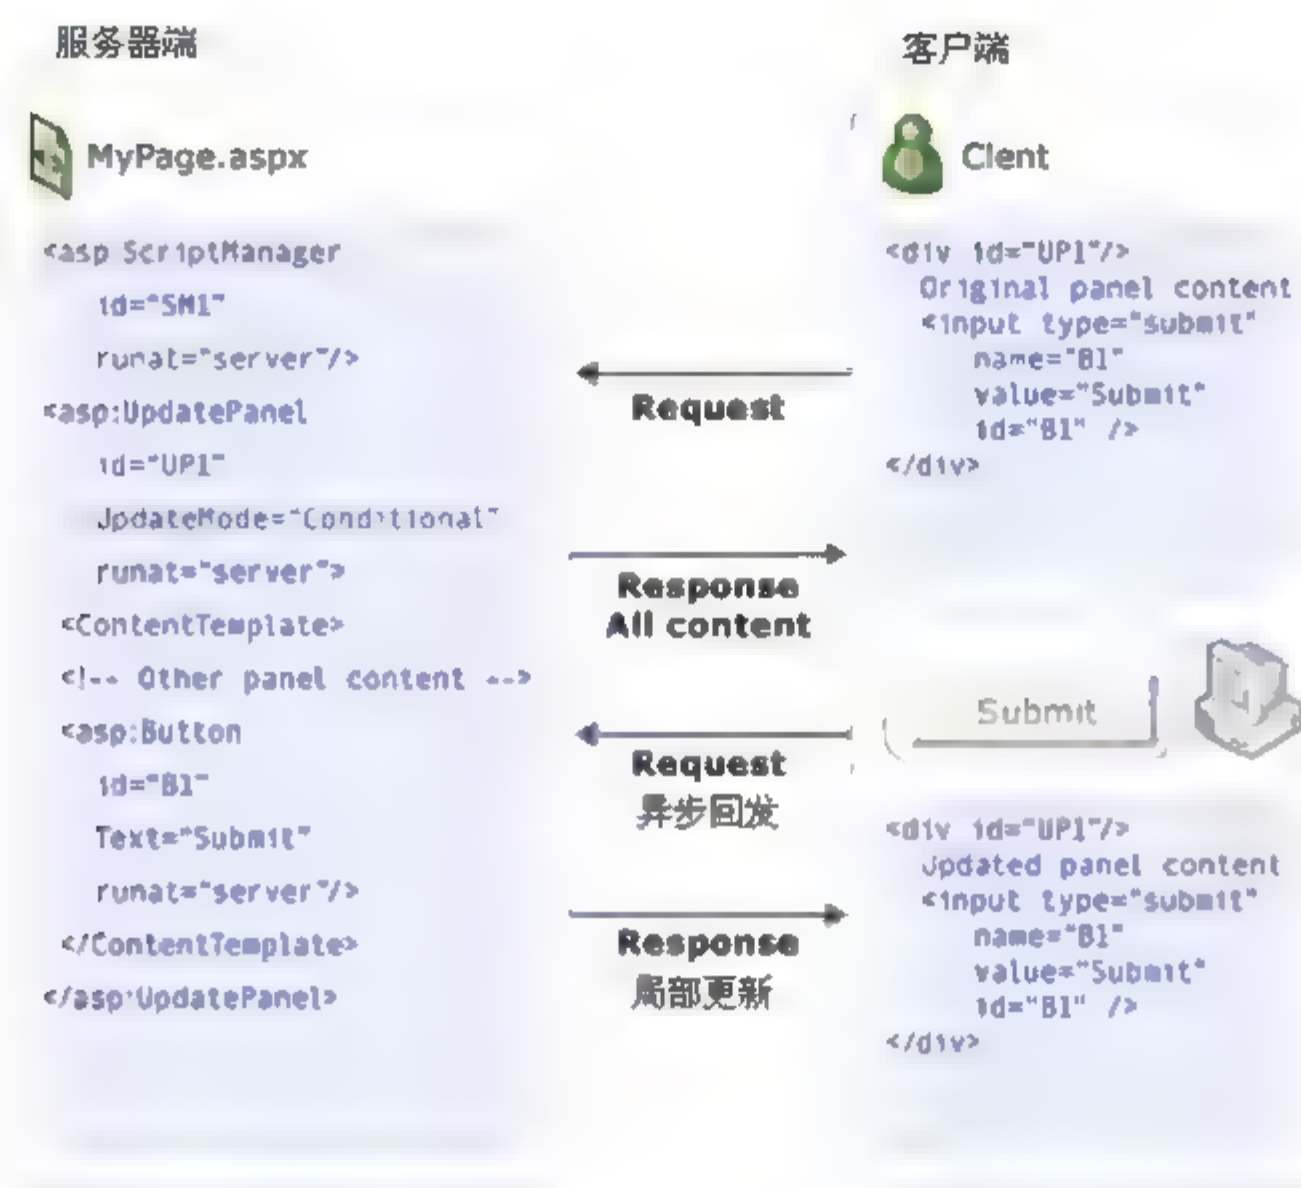 服务器端
MyPage.aspx
<asp ScriptManager
id="SM1"
runat="server"/>
<asp:UpdatePanel
id="UP1"
UpdateMode="Conditional"
runat="server">
<ContentTemplate>
<!-- Other panel content -->
<asp:Button
id="B1"
Text="Submit"
runat="server"/>
</ContentTemplate>
</asp:UpdatePanel>
Request
Response
All content
Request
异步回发
Response
局部更新
客户端
Client
<div id="UP1"/>
Original panel content
<input type="submit"
name="B1"
value="Submit"
id="B1" />
</div>
Submit
<div id="UP1"/>
Updated panel content
<input type="submit"
name="B1"
value="Submit"
id="B1" />
</div>